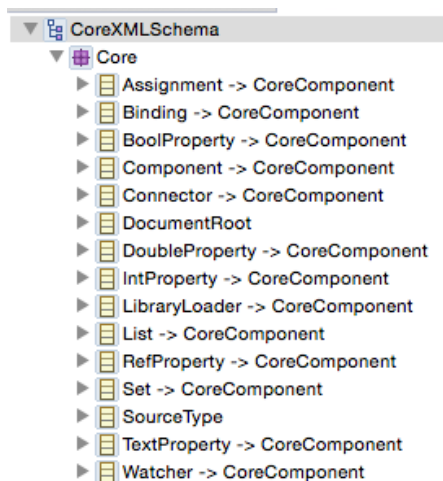 CoreXMLSchema
Core
Assignment -> CoreComponent
Binding -> CoreComponent
BoolProperty -> CoreComponent
Component -> CoreComponent
Connector -> CoreComponent
DocumentRoot
DoubleProperty -> CoreComponent
IntProperty -> CoreComponent
LibraryLoader -> CoreComponent
List -> CoreComponent
RefProperty -> CoreComponent
Set -> CoreComponent
SourceType
TextProperty -> CoreComponent
Watcher -> CoreComponent